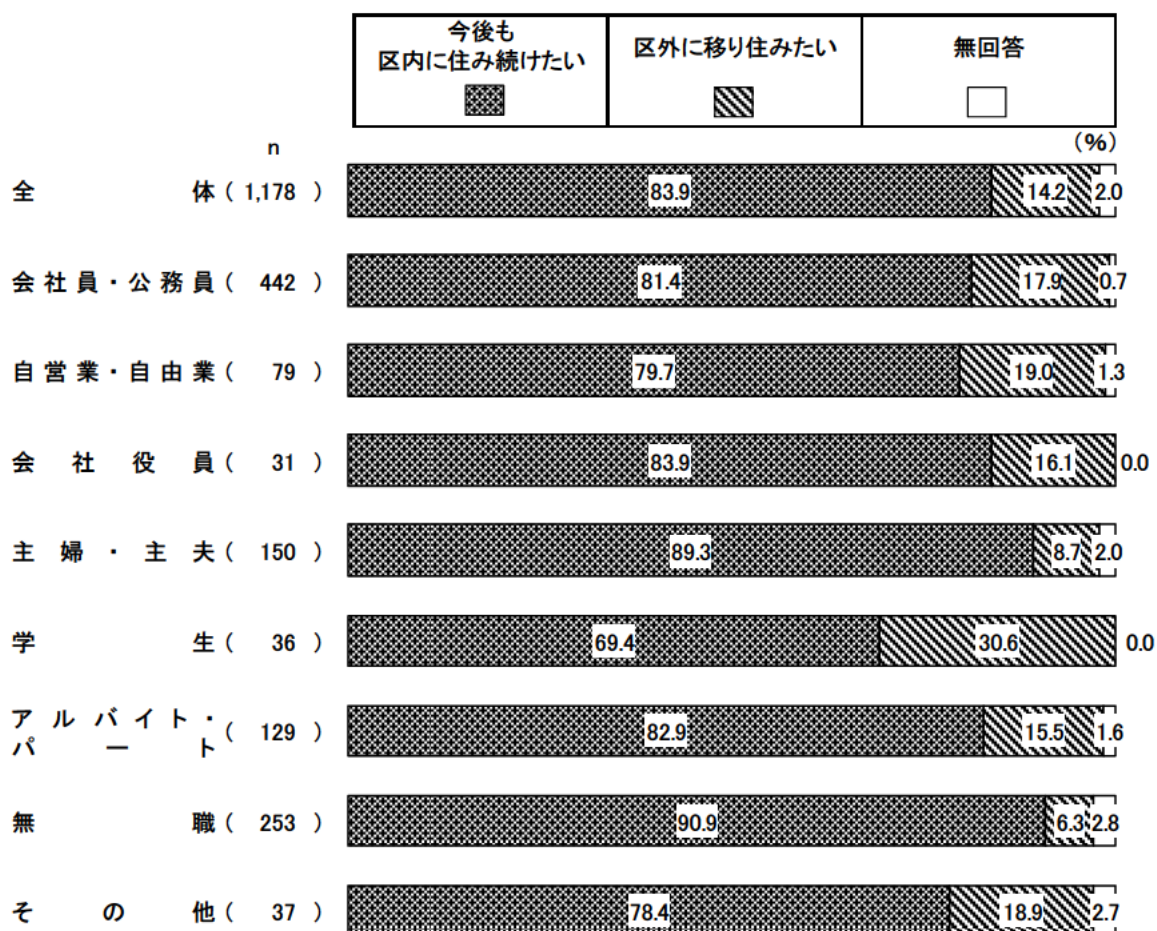 今後も
区内に住み続けたい
区外に移り住みたい
無回答
n
(%)
全体( 1,178 ) 83.9 14.2 2.0
会社員・公務員( 442 ) 81.4 17.9 0.7
自営業・自由業( 79 ) 79.7 19.0 1.3
会社役員( 31 ) 83.9 16.1 0.0
主婦・主夫( 150 ) 89.3 8.7 2.0
学生( 36 ) 69.4 30.6 0.0
アルバイト・
パート
( 129 ) 82.9 15.5 1.6
無職( 253 ) 90.9 6.3 2.8
その他( 37 ) 78.4 18.9 2.7